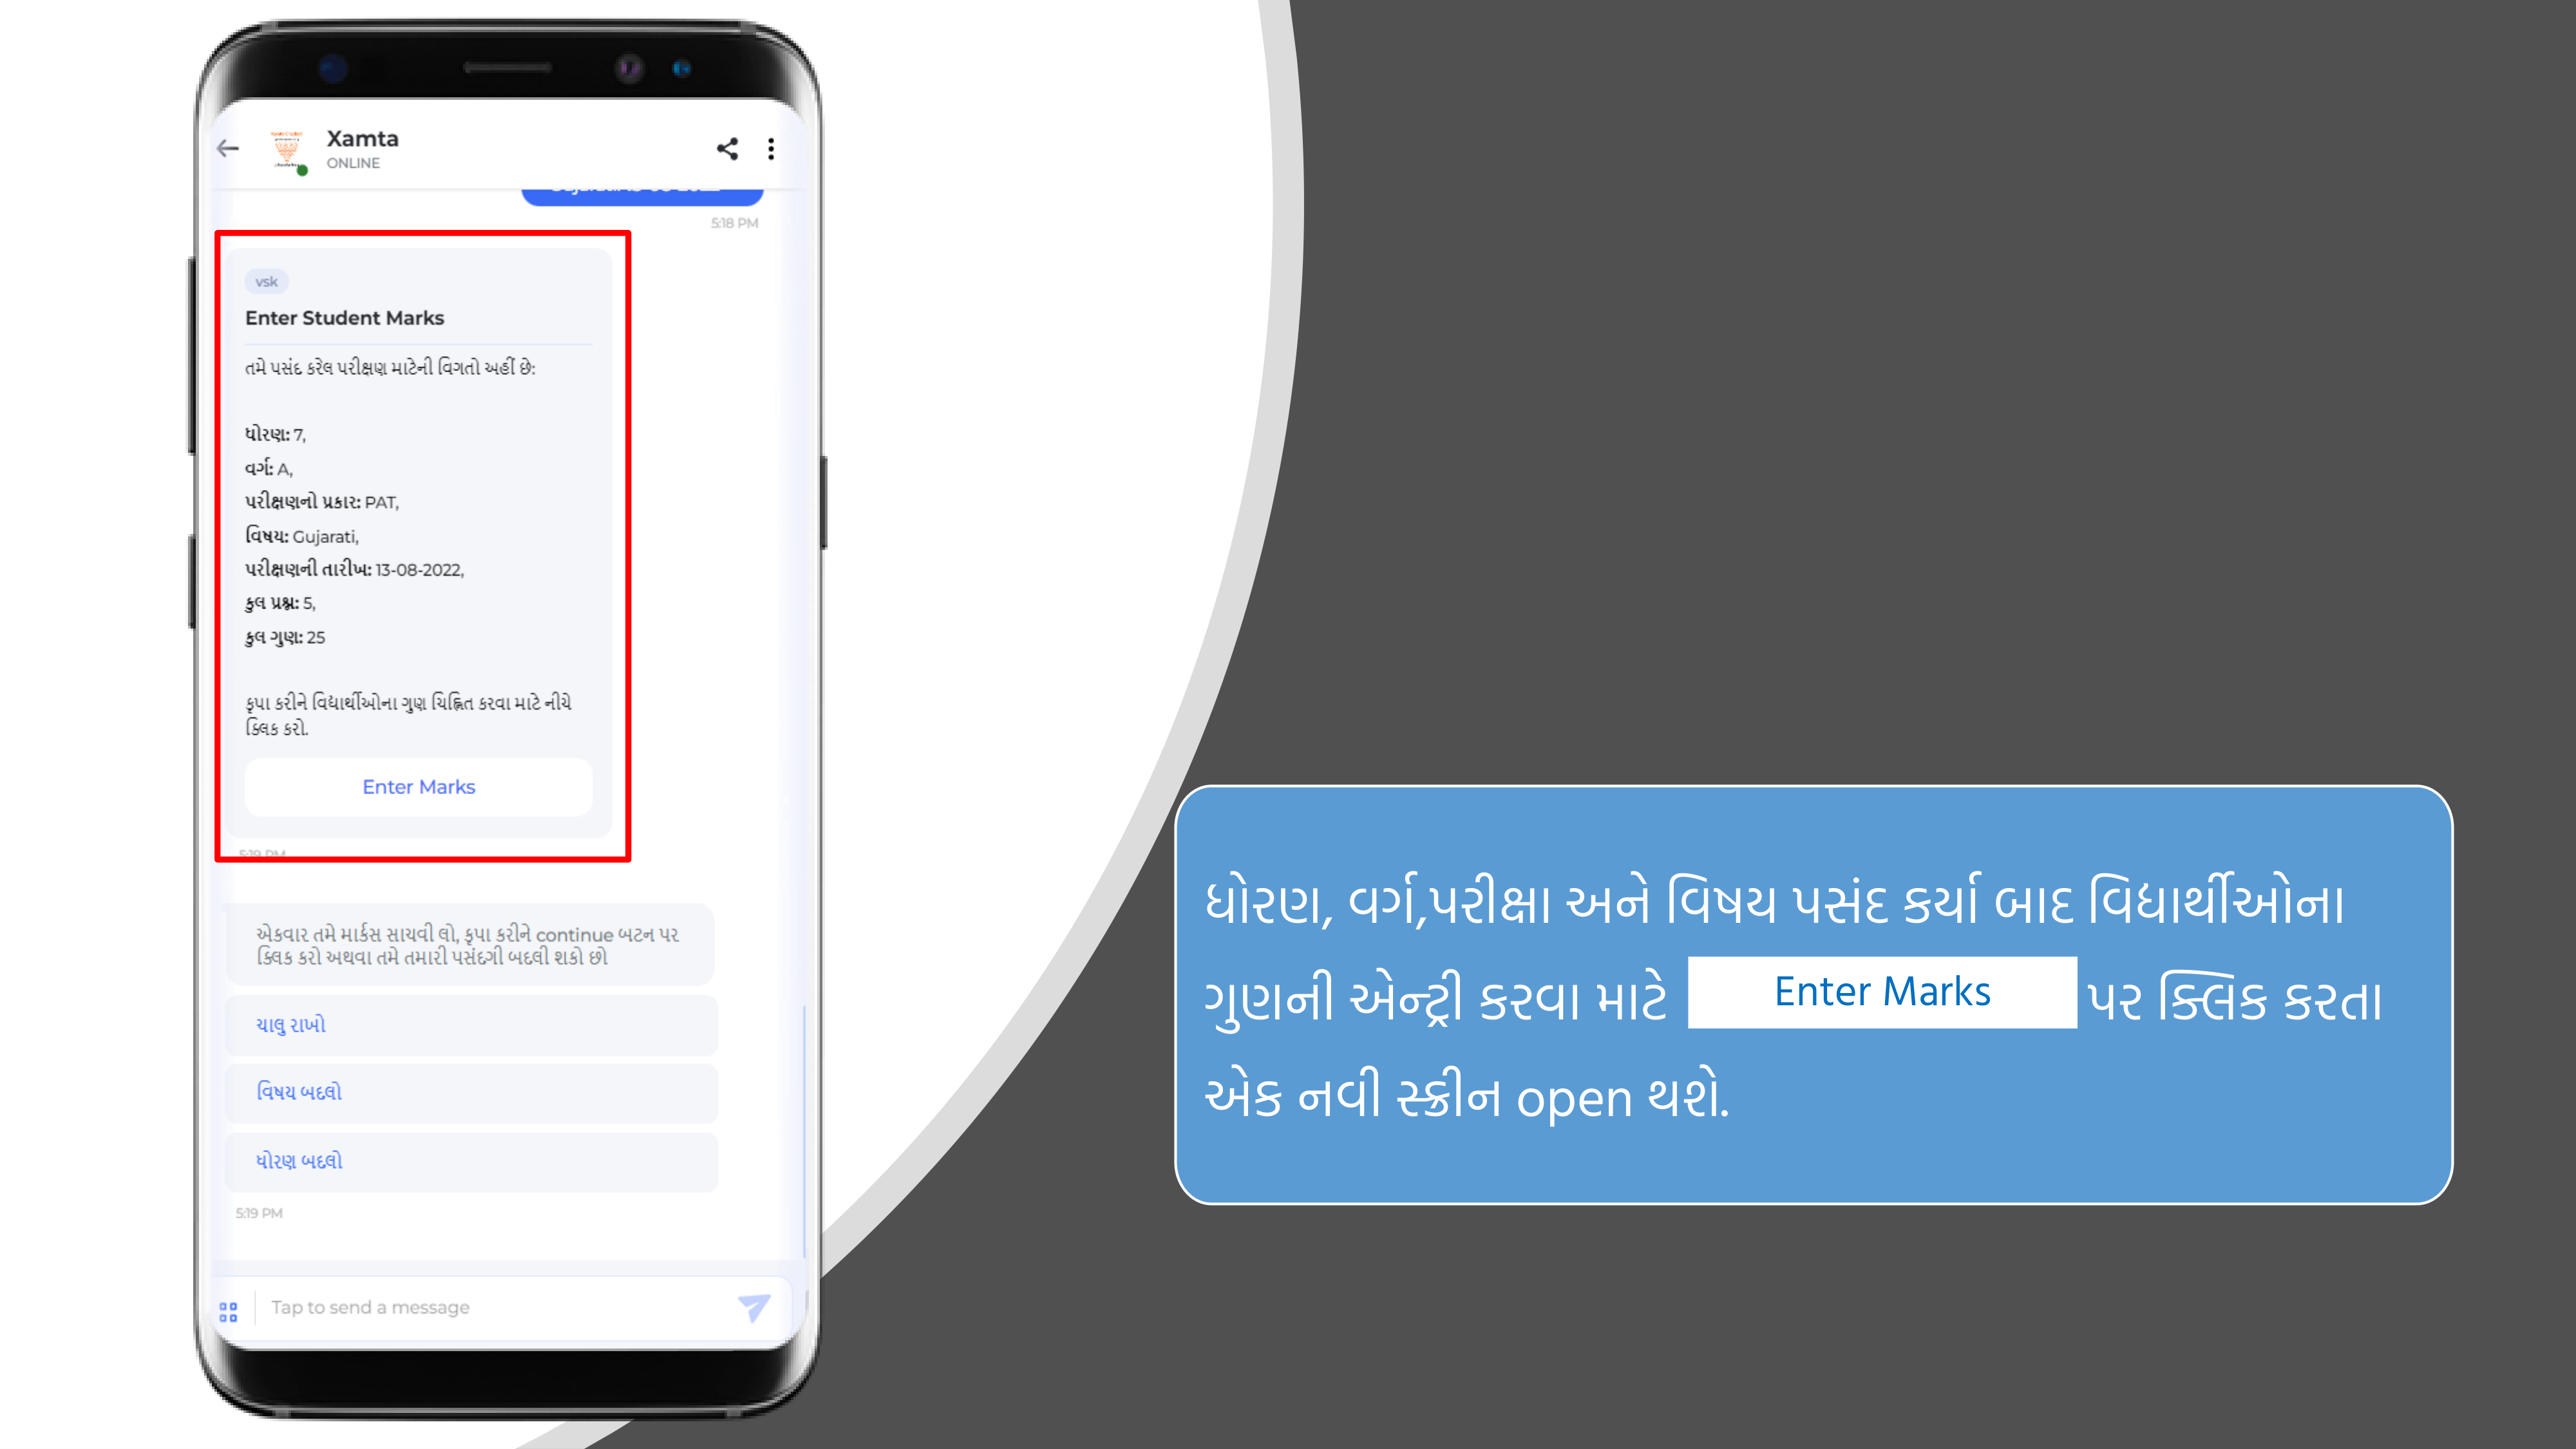 Xamta
ONLINE
5:18 PM
vsk
Enter Student Marks
તમે પસંદ કરેલ પરીક્ષણ માટેની વિગતો અહીં છે:
ધોરણ: 7,
વર્ગ: A,
પરીક્ષણનો પ્રકાર: PAT,
વિષય: Gujarati,
પરીક્ષણની તારીખ: 13-08-2022,
કુલ પ્રશ્ન: 5,
કુલ ગુણ: 25
કૃપા કરીને વિદ્યાર્થીઓના ગુણ ચિહ્નિત કરવા માટે નીચે
ક્લિક કરો.
Enter Marks
5:19 PM
એકવાર તમે માર્કસ સાચવી લો, કૃપા કરીને continue બટન પર
ક્લિક કરો અથવા તમે તમારી પસંદગી બદલી શકો છો
ચાલુ રાખો
વિષય બદલો
ધોરણ બદલો
5:19 PM
Tap to send a message
ધોરણ, વર્ગ,પરીક્ષા અને વિષય પસંદ કર્યા બાદ વિદ્યાર્થીઓના
ગુણની એન્ટ્રી કરવા માટે Enter Marks પર ક્લિક કરતા
એક નવી સ્ક્રીન open થશે.